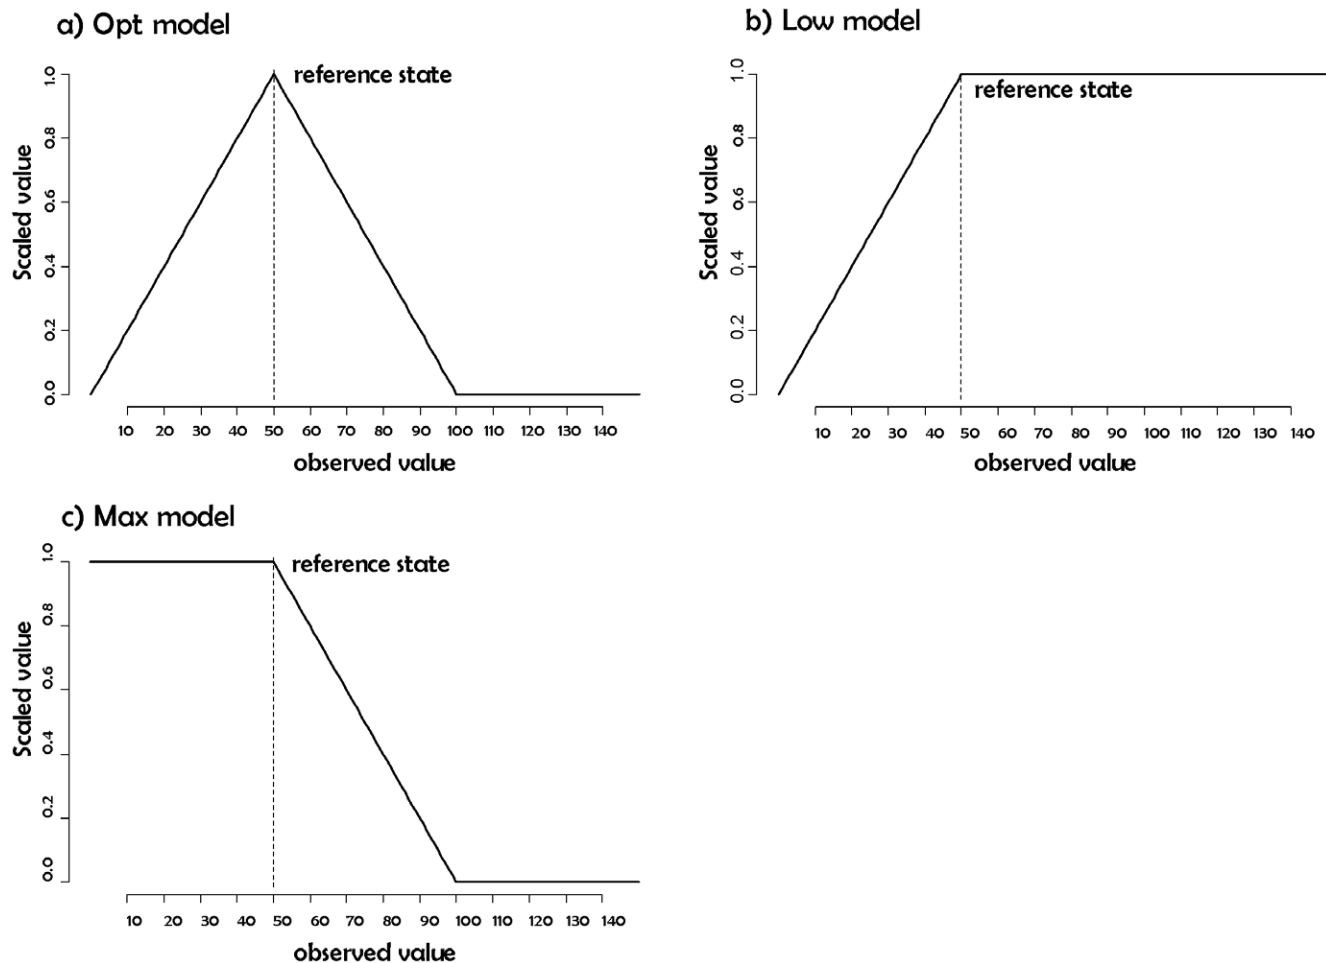 a) Opt model
reference state
Scaled value
0.0 0.2 0.4 0.6 0.8 1.0
10 20 30 40 50 60 70 80 90 100 110 120 130 140
observed value
b) Low model
reference state
Scaled value
0.0 0.2 0.4 0.6 0.8 1.0
10 20 30 40 50 60 70 80 90 100 110 120 130 140
observed value
c) Max model
reference state
Scaled value
0.0 0.2 0.4 0.6 0.8 1.0
10 20 30 40 50 60 70 80 90 100 110 120 130 140
observed value